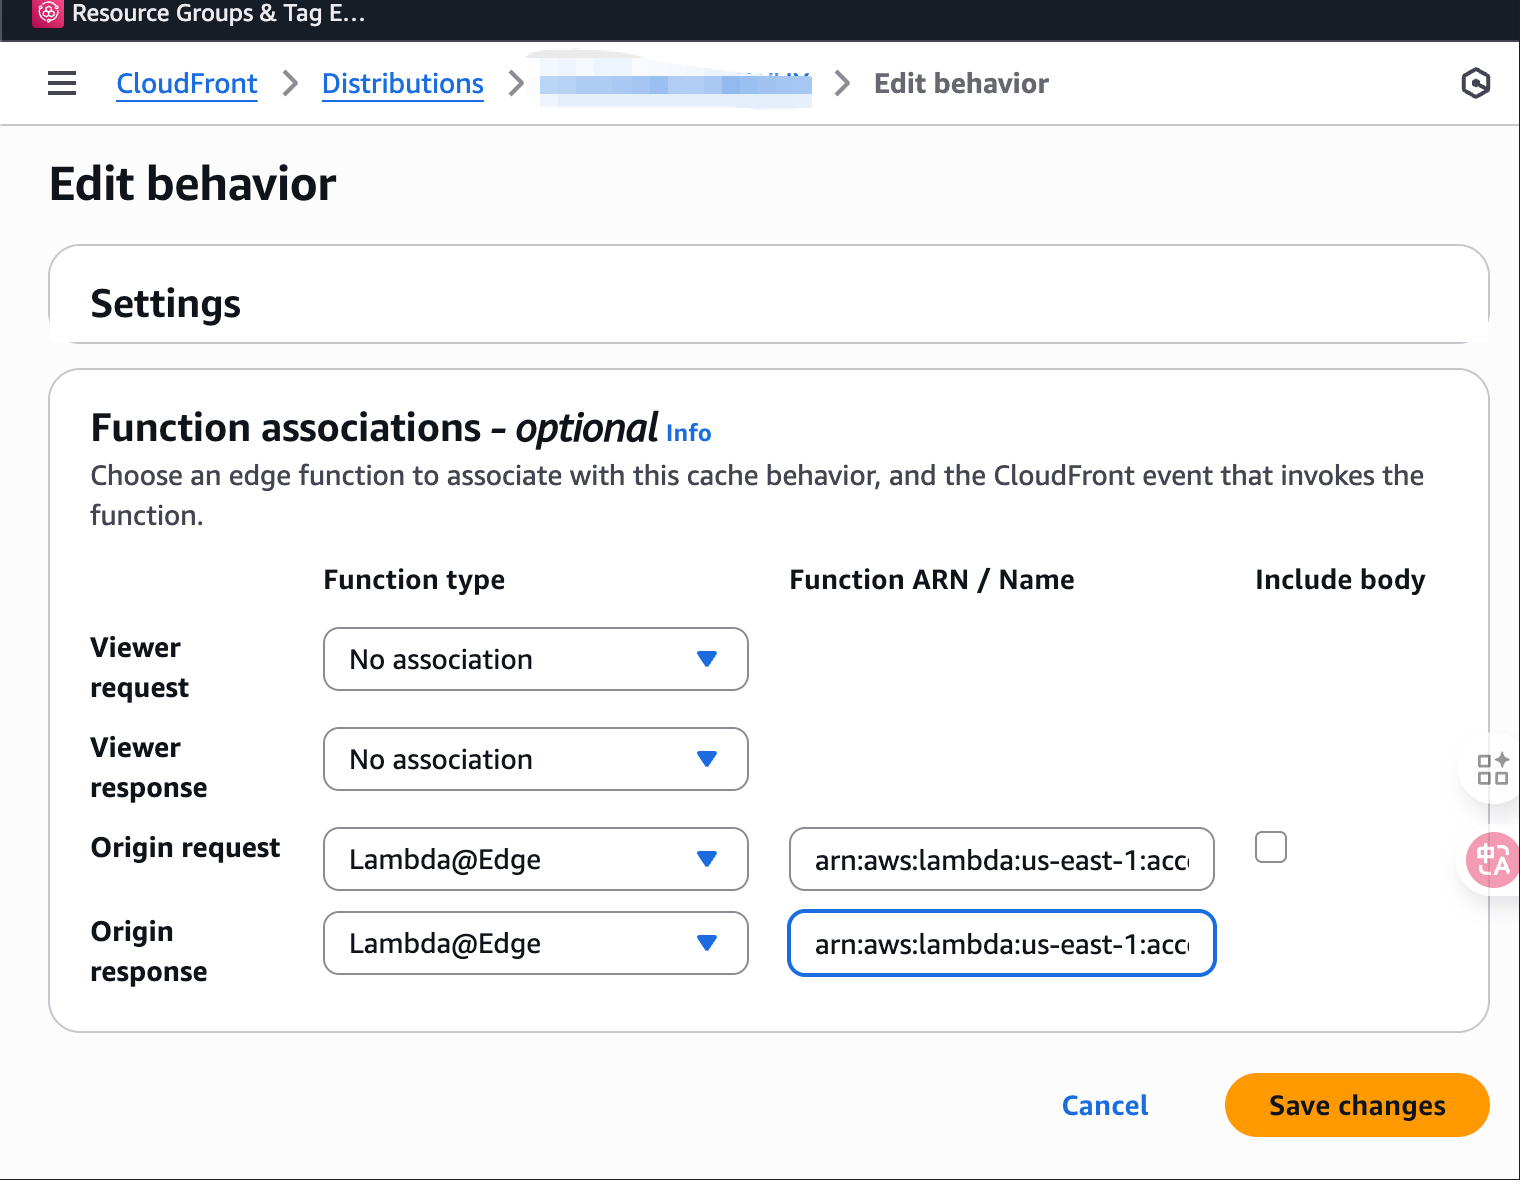 Resource Groups & Tag E...
CloudFront
Distributions
Edit behavior
Edit behavior
Settings
Function associations - optional Info
Choose an edge function to associate with this cache behavior, and the CloudFront event that invokes the
function.
Function type
Function ARN / Name
Include body
Viewer
request
No association
Viewer
response
No association
Origin request
Lambda@Edge
arn:aws:lambda:us-east-1:acc
Origin
response
Lambda@Edge
arn:aws:lambda:us-east-1:acc
中A
Cancel
Save changes